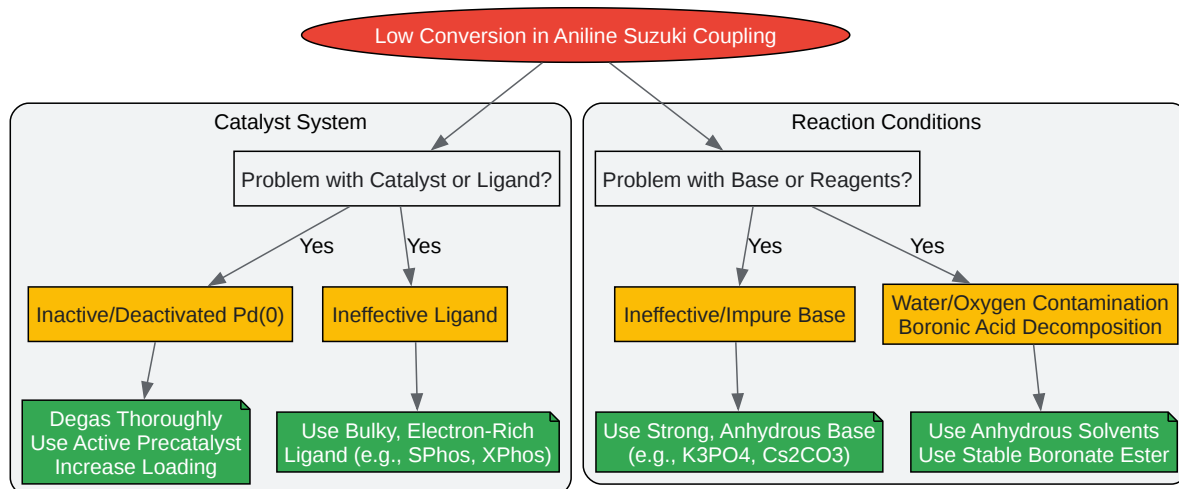 Low Conversion in Aniline Suzuki Coupling
Catalyst System
Problem with Catalyst or Ligand?
Yes
Yes
Inactive/Deactivated Pd(0)
Ineffective Ligand
Degas Thoroughly
Use Active Precatalyst
Increase Loading
Use Bulky, Electron-Rich
Ligand (e.g., SPhos, XPhos)
Reaction Conditions
Problem with Base or Reagents?
Yes
Yes
Ineffective/Impure Base
Water/Oxygen Contamination
Boronic Acid Decomposition
Use Strong, Anhydrous Base
(e.g., K3PO4, Cs2CO3)
Use Anhydrous Solvents
Use Stable Boronate Ester